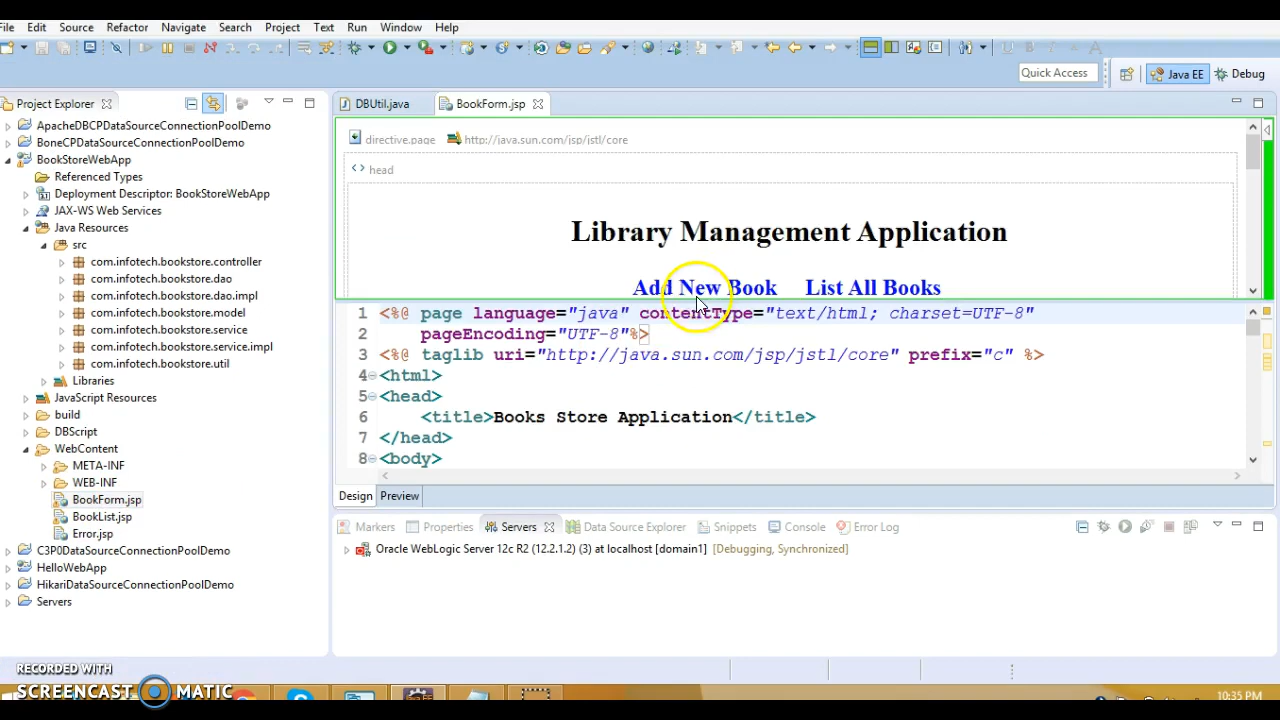 File Edit Source Refactor Navigate Search Project Text Run Window Help
Quick Access
Java EE
Debug
Project Explorer
ApacheDBCPDataSourceConnectionPoolDemo
BoneCPDataSourceConnectionPoolDemo
BookStoreWebApp
Referenced Types
Deployment Descriptor: BookStoreWebApp
JAX-WS Web Services
Java Resources
src
com.infotech.bookstore.controller
com.infotech.bookstore.dao
com.infotech.bookstore.dao.impl
com.infotech.bookstore.model
com.infotech.bookstore.service
com.infotech.bookstore.service.impl
com.infotech.bookstore.util
Libraries
JavaScript Resources
build
DBScript
WebContent
META-INF
WEB-INF
BookForm.jsp
BookList.jsp
Error.jsp
C3P0DataSourceConnectionPoolDemo
HelloWebApp
HikariDataSourceConnectionPoolDemo
Servers
DBUtil.java BookForm.jsp
directive.page http://java.sun.com/jsp/jstl/core
head
Library Management Application
Add New Book List All Books
1 <%@ page language="java" contentType="text/html; charset=UTF-8"
2 pageEncoding="UTF-8"%>
3 <%@ taglib uri="http://java.sun.com/jsp/jstl/core" prefix="c" %>
4 <html>
5 <head>
6 <title>Books Store Application</title>
7 </head>
8 <body>
Design Preview
Markers Properties Servers Data Source Explorer Snippets Console Error Log
Oracle WebLogic Server 12c R2 (12.2.1.2) (3) at localhost [domain1] [Debugging, Synchronized]
RECORDED WITH
SCREENCAST MATIC
10:35 PM